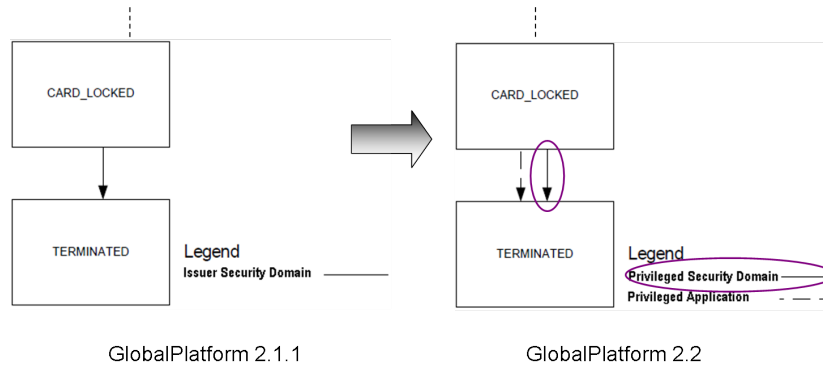 CARD_LOCKED
TERMINATED
Legend
Issuer Security Domain
GlobalPlatform 2.1.1
CARD_LOCKED
TERMINATED
Legend
Privileged Security Domain
Privileged Application
GlobalPlatform 2.2